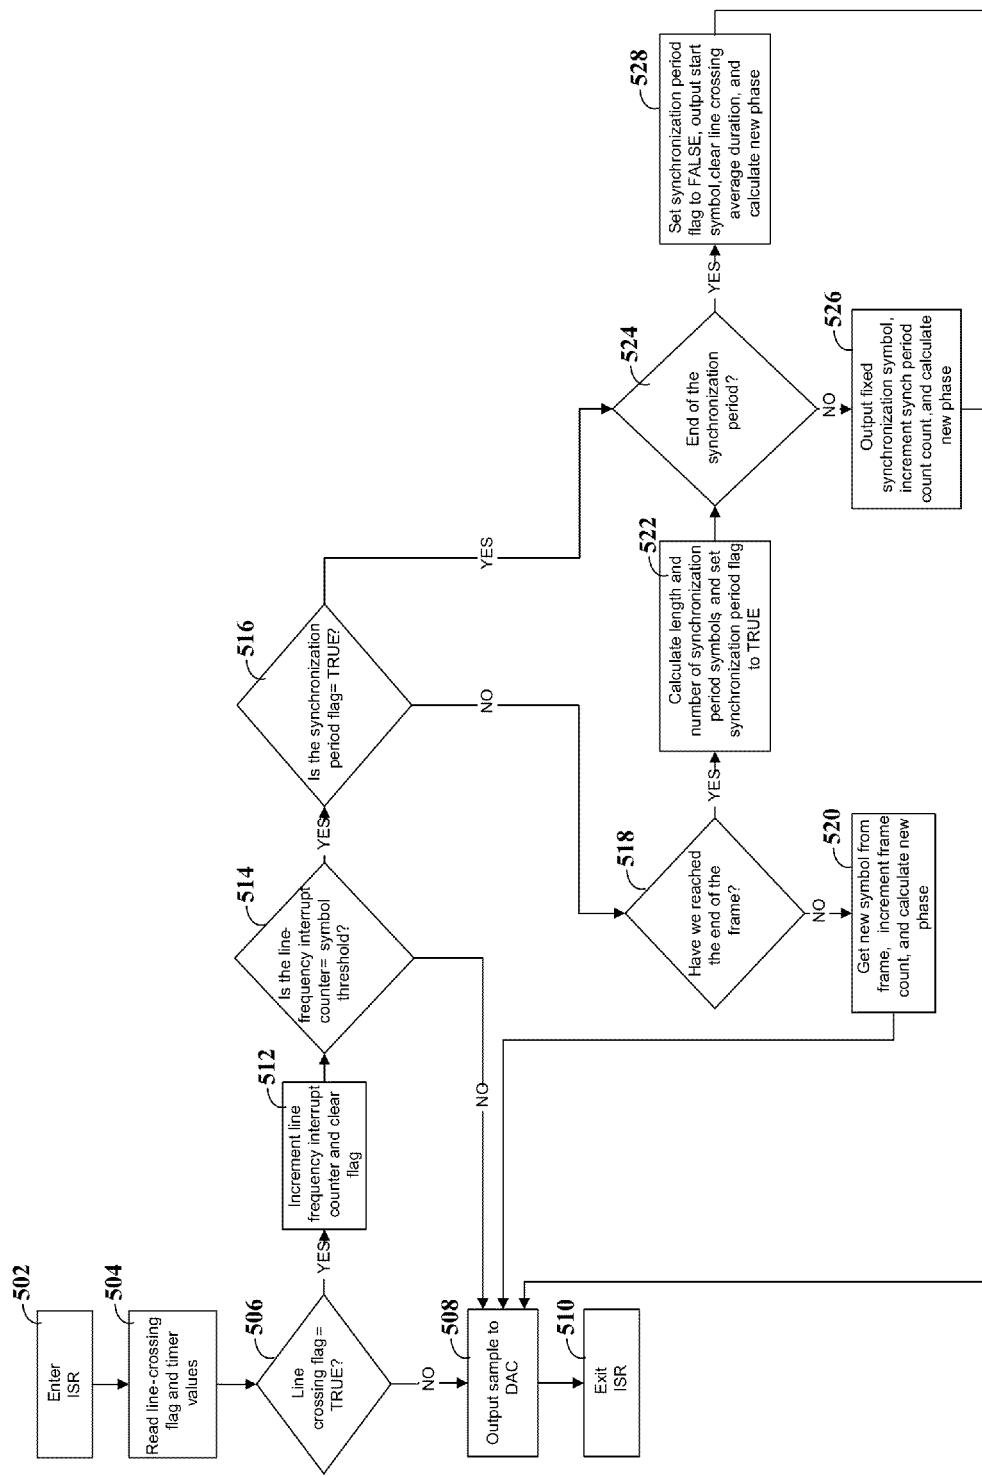 502
Enter
ISR
504
Read line-crossing
flag and timer
values
506
Line
crossing flag =
TRUE?
YES
NO
508
Output sample to
DAC
510
Exit
ISR
512
Increment line
frequency interrupt
counter and clear
flag
514
Is the line-
frequency interrupt
counter= symbol
threshold?
YES
NO
516
Is the synchronization
period flag= TRUE?
YES
NO
518
Have we reached
the end of the
frame?
YES
NO
520
Get new symbol from
frame, increment frame
count, and calculate new
phase
522
Calculate length and
number of synchronization
period symbols and set
synchronization period flag
to TRUE
524
End of the
synchronization
period?
YES
NO
526
Output fixed
synchronization symbol,
increment synch period
count count ,and calculate
new phase
528
Set synchronization period
flag to FALSE, output start
symbol,clear line crossing
average duration, and
calculate new phase